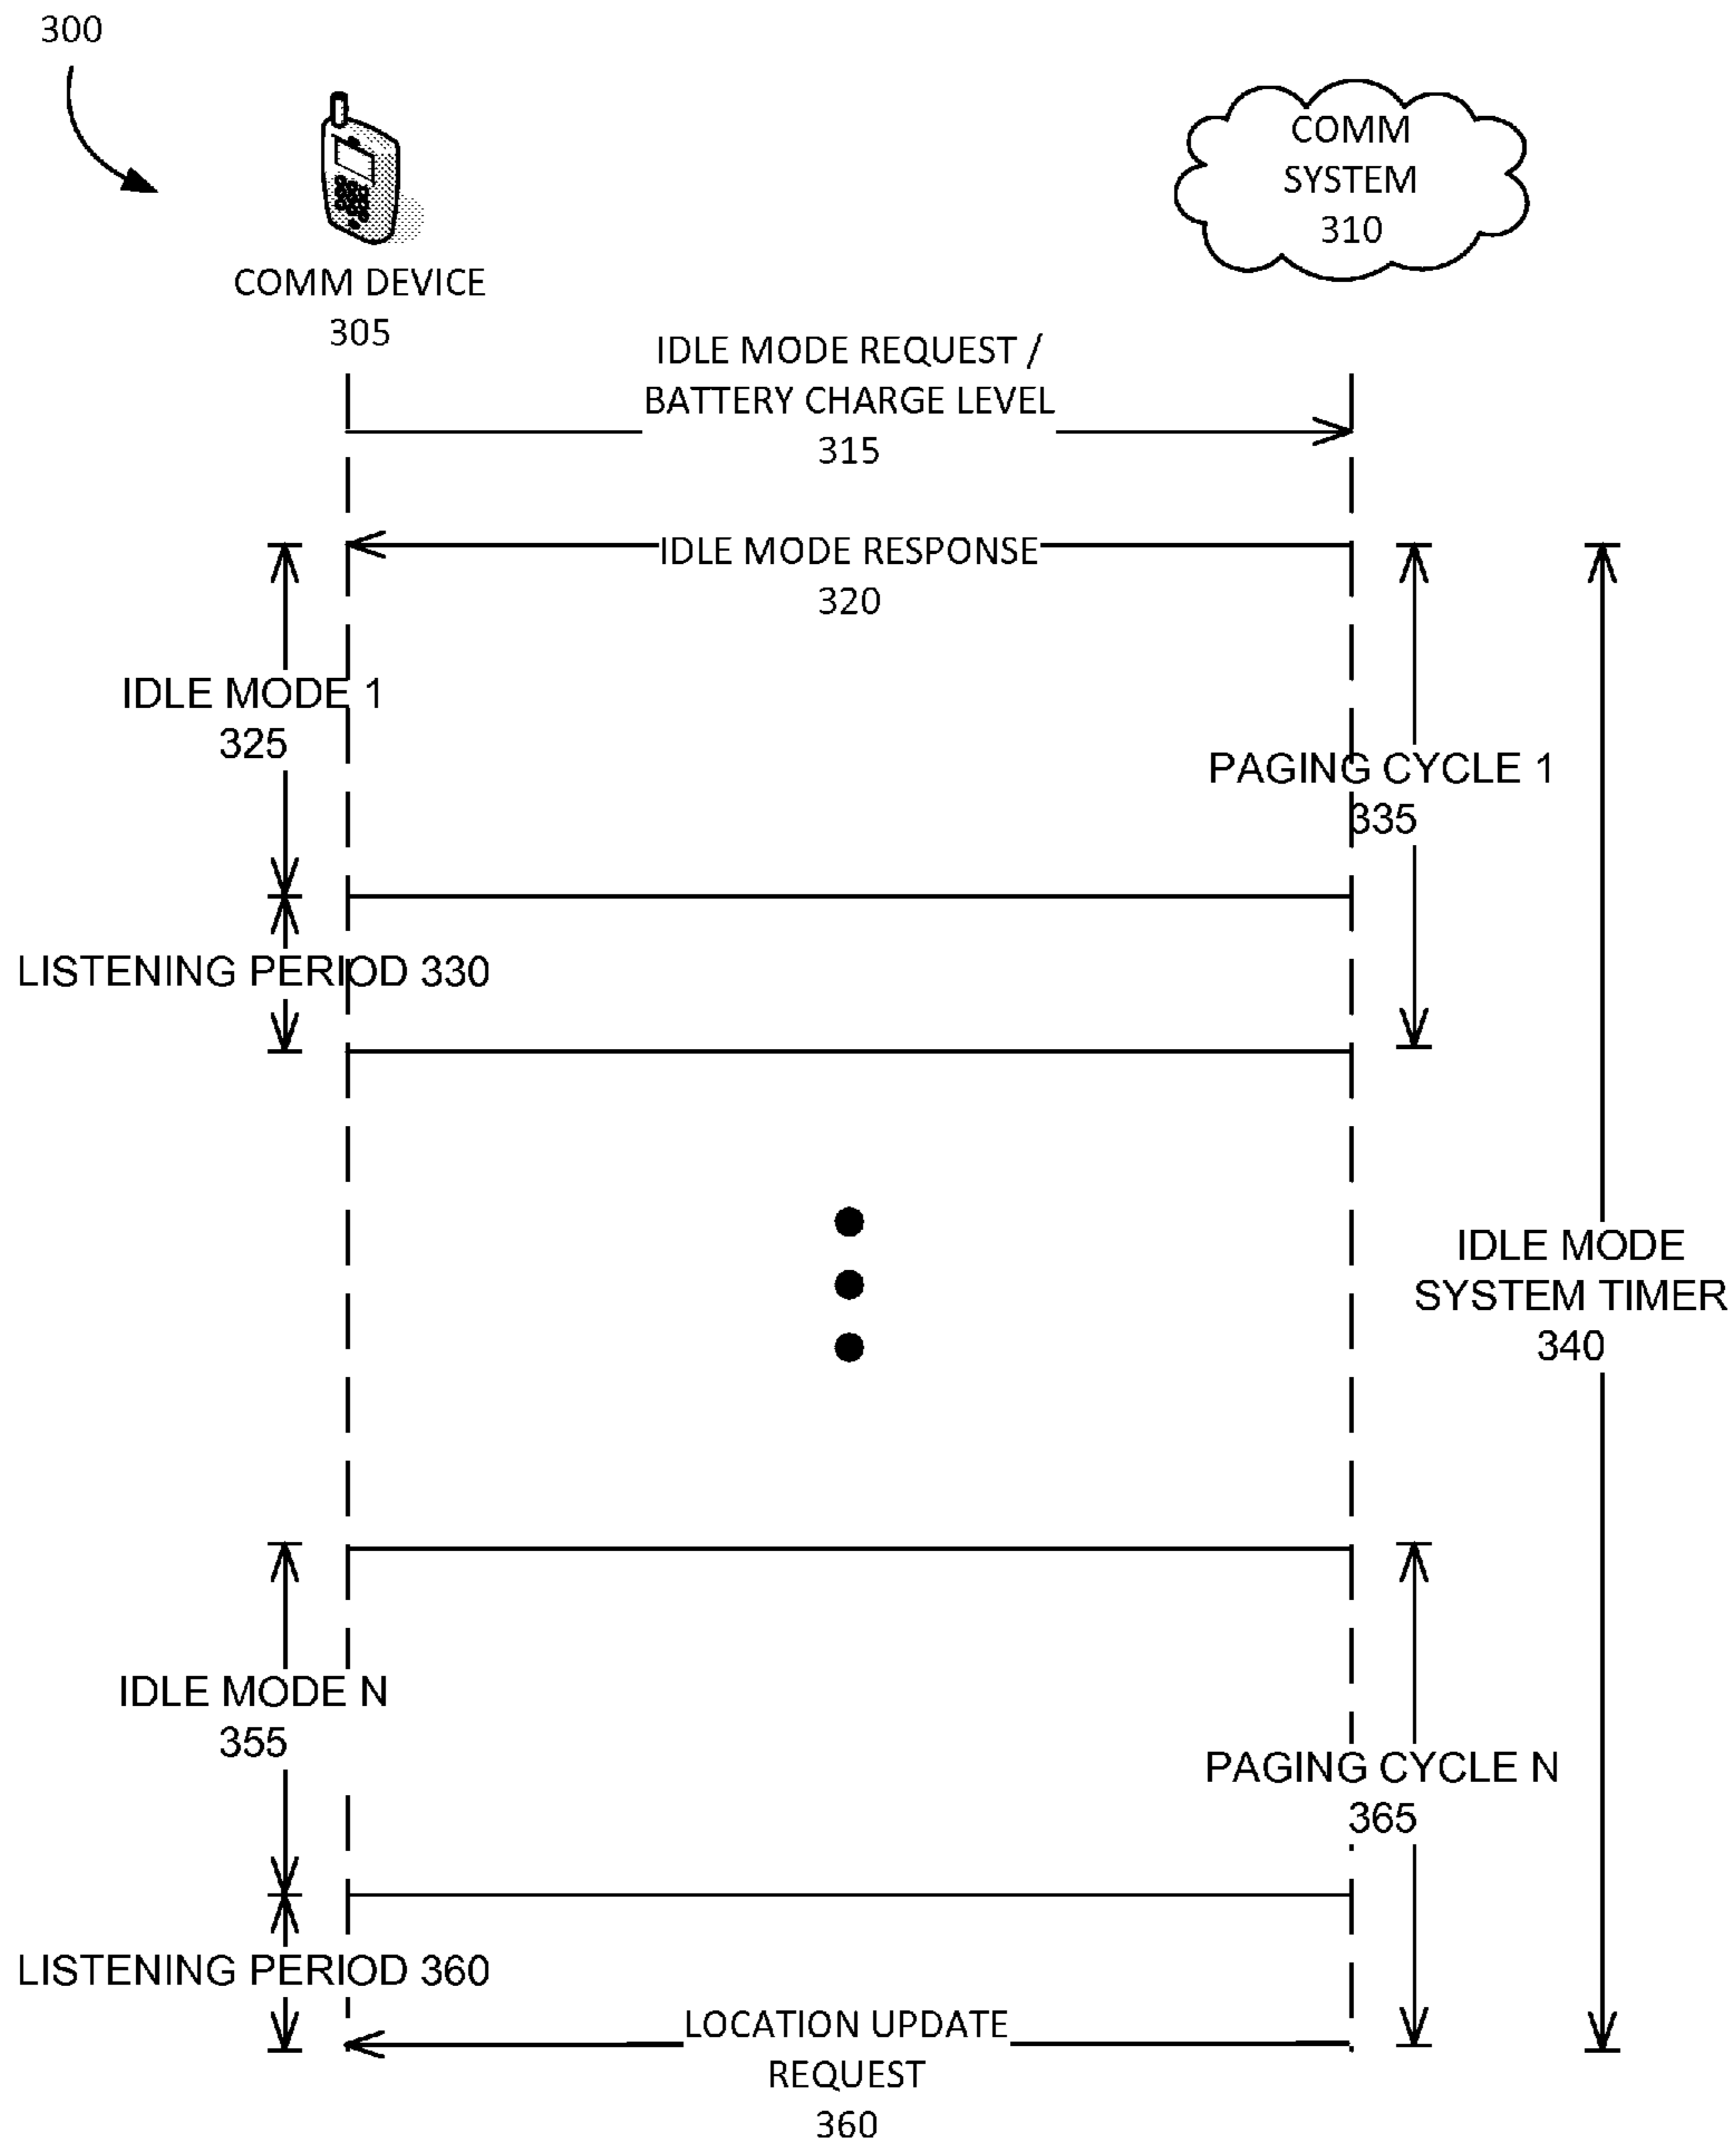 300
COMM
SYSTEM
310
COMM DEVICE
305
IDLE MODE REQUEST /
BATTERY CHARGE LEVEL
315
IDLE MODE RESPONSE
320
IDLE MODE 1
325
PAGING CYCLE 1
335
LISTENING PERIOD 330
IDLE MODE
SYSTEM TIMER
340
IDLE MODE N
355
PAGING CYCLE N
365
LISTENING PERIOD 360
LOCATION UPDATE
REQUEST
360